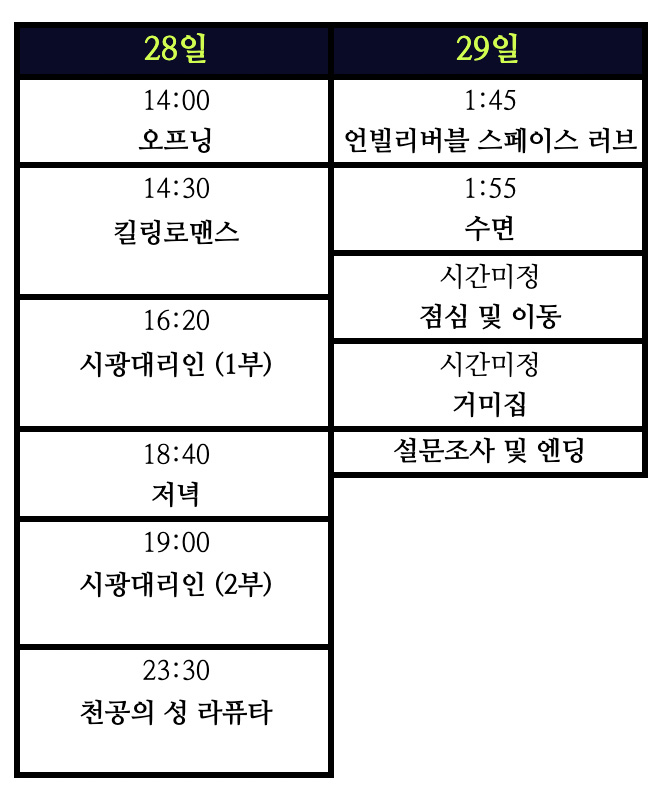 28일
14:00
오프닝
14:30
킬링로맨스
16:20
시광대리인 (1부)
18:40
저녁
19:00
시광대리인 (2부)
23:30
천공의 성 라퓨타
29일
1:45
언빌리버블 스페이스 러브
1:55
수면
시간미정
점심 및 이동
시간미정
거미집
설문조사 및 엔딩